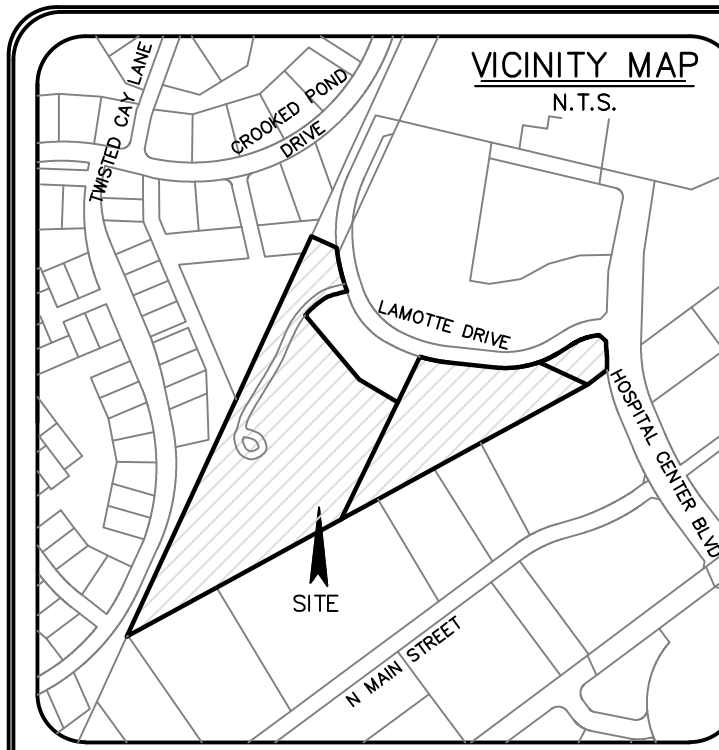 VICINITY MAP
N.T.S.
TWISTED CAY LANE
CROOKED POND
DRIVE
LAMOTTE DRIVE
HOSPITAL CENTER BLVD
SITE
N MAIN STREET